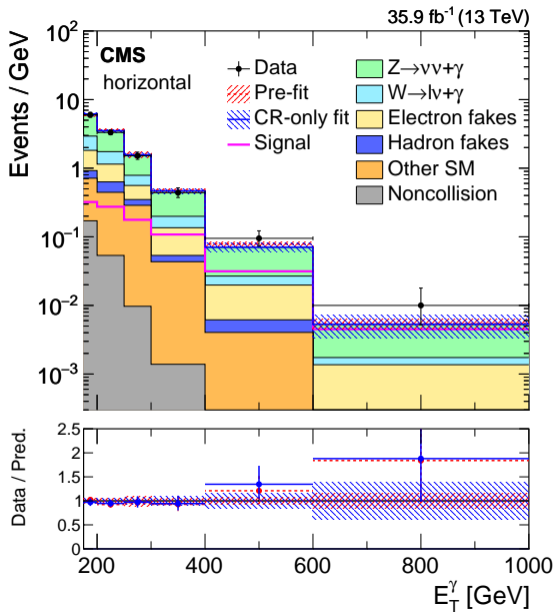 35.9 fb⁻¹ (13 TeV)
Events / GeV
10²
10
1
10⁻¹
10⁻²
10⁻³
CMS
horizontal
Data
Pre-fit
CR-only fit
Signal
Z→νν+γ
W→lν+γ
Electron fakes
Hadron fakes
Other SM
Noncollision
Data / Pred.
2.5
2
1.5
1
0.5
0
200 400 600 800 1000
E_T^γ [GeV]